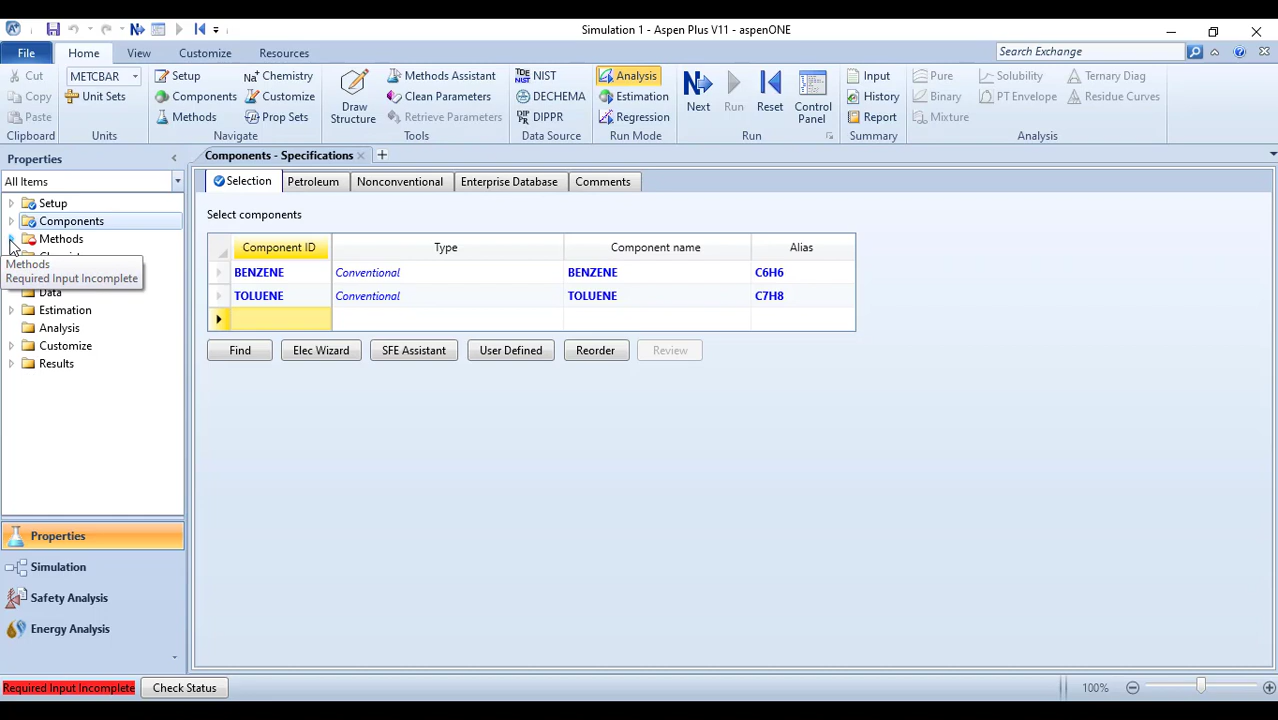 Simulation 1 - Aspen Plus V11 - aspenONE
File Home View Customize Resources Search Exchange
Cut METCBAR Setup Chemistry Methods Assistant NIST Analysis Input Pure Solubility Ternary Diag
Copy Unit Sets Components Customize Clean Parameters DECHEMA Estimation History Binary PT Envelope Residue Curves
Paste Methods Prop Sets Draw Structure Retrieve Parameters DIPPR Regression Next Run Reset Control Panel Report Mixture
Clipboard Units Navigate Tools Data Source Run Mode Run Summary Analysis
Properties
Components - Specifications
All Items
Selection Petroleum Nonconventional Enterprise Database Comments
Setup
Components
Methods
Methods
Required Input Incomplete
Data
Estimation
Analysis
Customize
Results
Select components
Component ID Type Component name Alias
BENZENE Conventional BENZENE C6H6
TOLUENE Conventional TOLUENE C7H8
Find Elec Wizard SFE Assistant User Defined Reorder Review
Properties
Simulation
Safety Analysis
Energy Analysis
Required Input Incomplete Check Status 100%